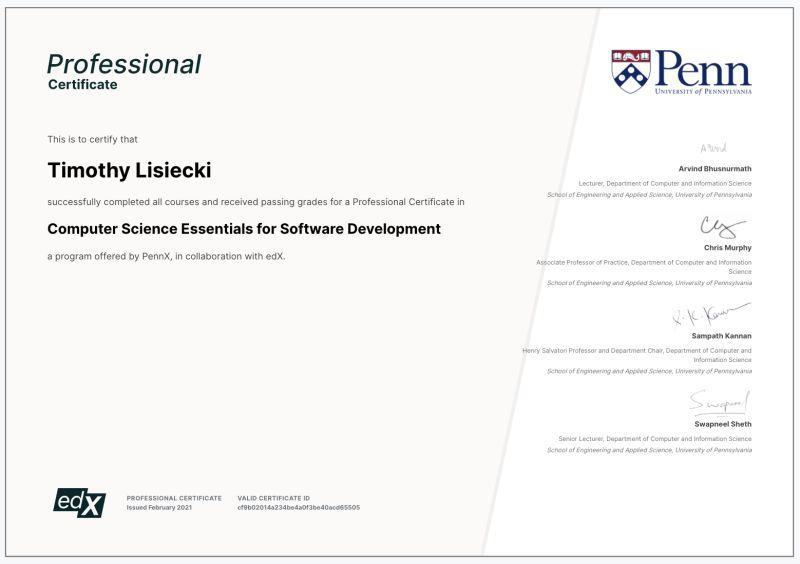 Professional
Certificate
Penn
UNIVERSITY of PENNSYLVANIA
This is to certify that
Timothy Lisiecki
successfully completed all courses and received passing grades for a Professional Certificate in
Computer Science Essentials for Software Development
a program offered by PennX, in collaboration with edX.
Arvind Bhusnurmath
Lecturer, Department of Computer and Information Science
School of Engineering and Applied Science, University of Pennsylvania
Chris Murphy
Associate Professor of Practice, Department of Computer and Information
Science
School of Engineering and Applied Science, University of Pennsylvania
Sampath Kannan
Henry Salvatori Professor and Department Chair, Department of Computer and
Information Science
School of Engineering and Applied Science, University of Pennsylvania
Swapneel
Swapneel Sheth
Senior Lecturer, Department of Computer and Information Science
School of Engineering and Applied Science, University of Pennsylvania
edX
PROFESSIONAL CERTIFICATE
Issued February 2021
VALID CERTIFICATE ID
cf9b02014a234be4a0f3be40acd65505